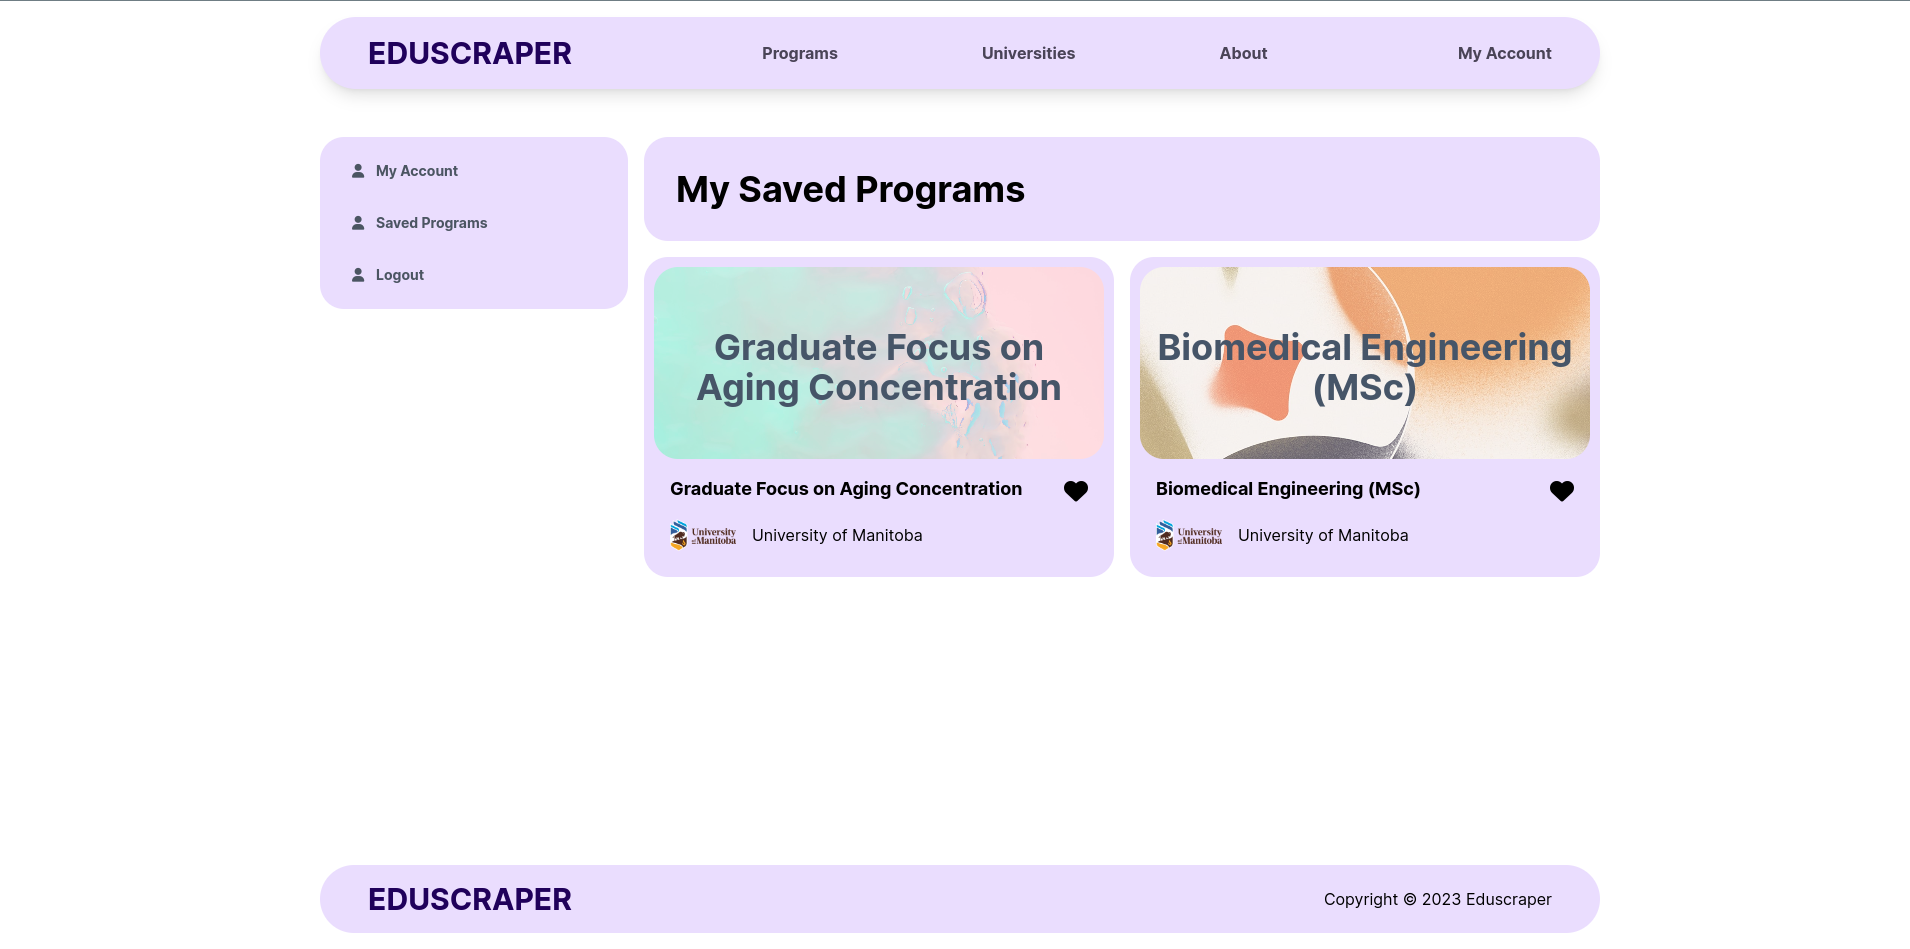 EDUSCRAPER
Programs
Universities
About
My Account
My Account
Saved Programs
Logout
My Saved Programs
Graduate Focus on
Aging Concentration
Graduate Focus on Aging Concentration
University
of Manitoba
University of Manitoba
Biomedical Engineering
(MSc)
Biomedical Engineering (MSc)
University
of Manitoba
University of Manitoba
EDUSCRAPER
Copyright © 2023 Eduscraper